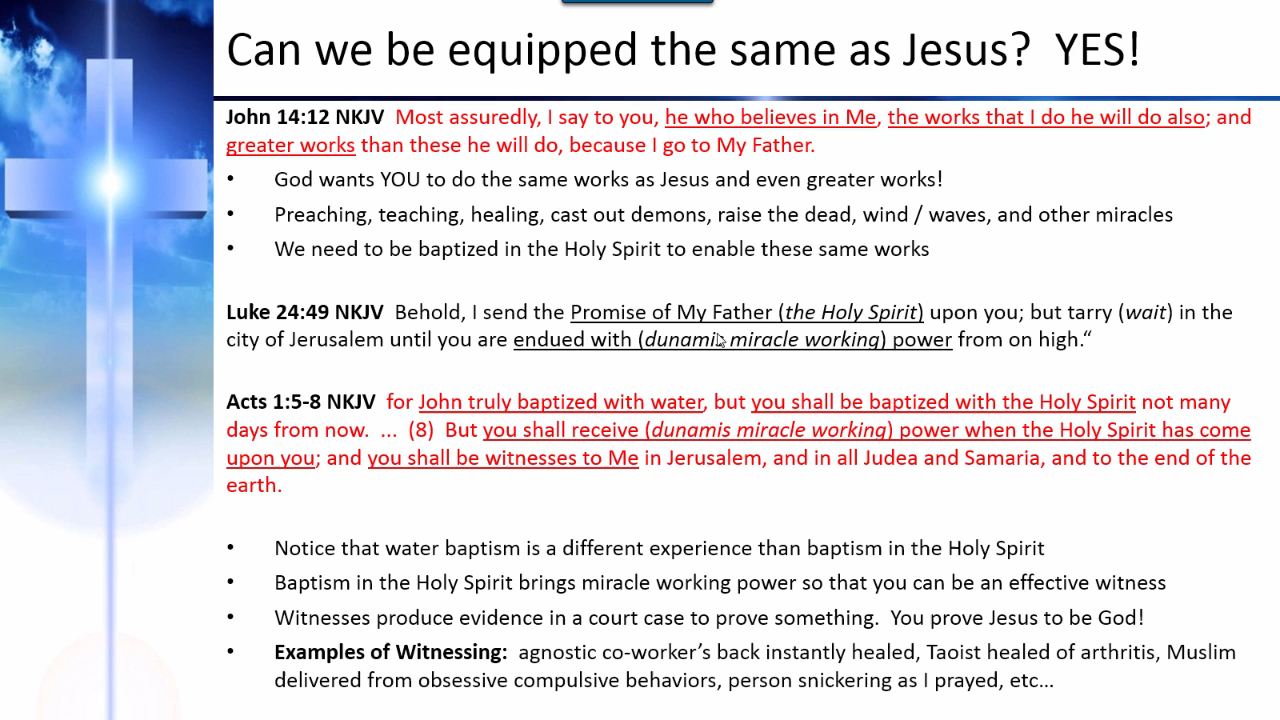 Can we be equipped the same as Jesus?  YES!
John 14:12 NKJV  Most assuredly, I say to you, he who believes in Me, the works that I do he will do also; and
greater works than these he will do, because I go to My Father.
• God wants YOU to do the same works as Jesus and even greater works!
• Preaching, teaching, healing, cast out demons, raise the dead, wind / waves, and other miracles
• We need to be baptized in the Holy Spirit to enable these same works
Luke 24:49 NKJV  Behold, I send the Promise of My Father (the Holy Spirit) upon you; but tarry (wait) in the
city of Jerusalem until you are endued with (dunamis miracle working) power from on high.“
Acts 1:5-8 NKJV  for John truly baptized with water, but you shall be baptized with the Holy Spirit not many
days from now.  ...  (8)  But you shall receive (dunamis miracle working) power when the Holy Spirit has come
upon you; and you shall be witnesses to Me in Jerusalem, and in all Judea and Samaria, and to the end of the
earth.
• Notice that water baptism is a different experience than baptism in the Holy Spirit
• Baptism in the Holy Spirit brings miracle working power so that you can be an effective witness
• Witnesses produce evidence in a court case to prove something.  You prove Jesus to be God!
• Examples of Witnessing:  agnostic co-worker’s back instantly healed, Taoist healed of arthritis, Muslim
delivered from obsessive compulsive behaviors, person snickering as I prayed, etc…